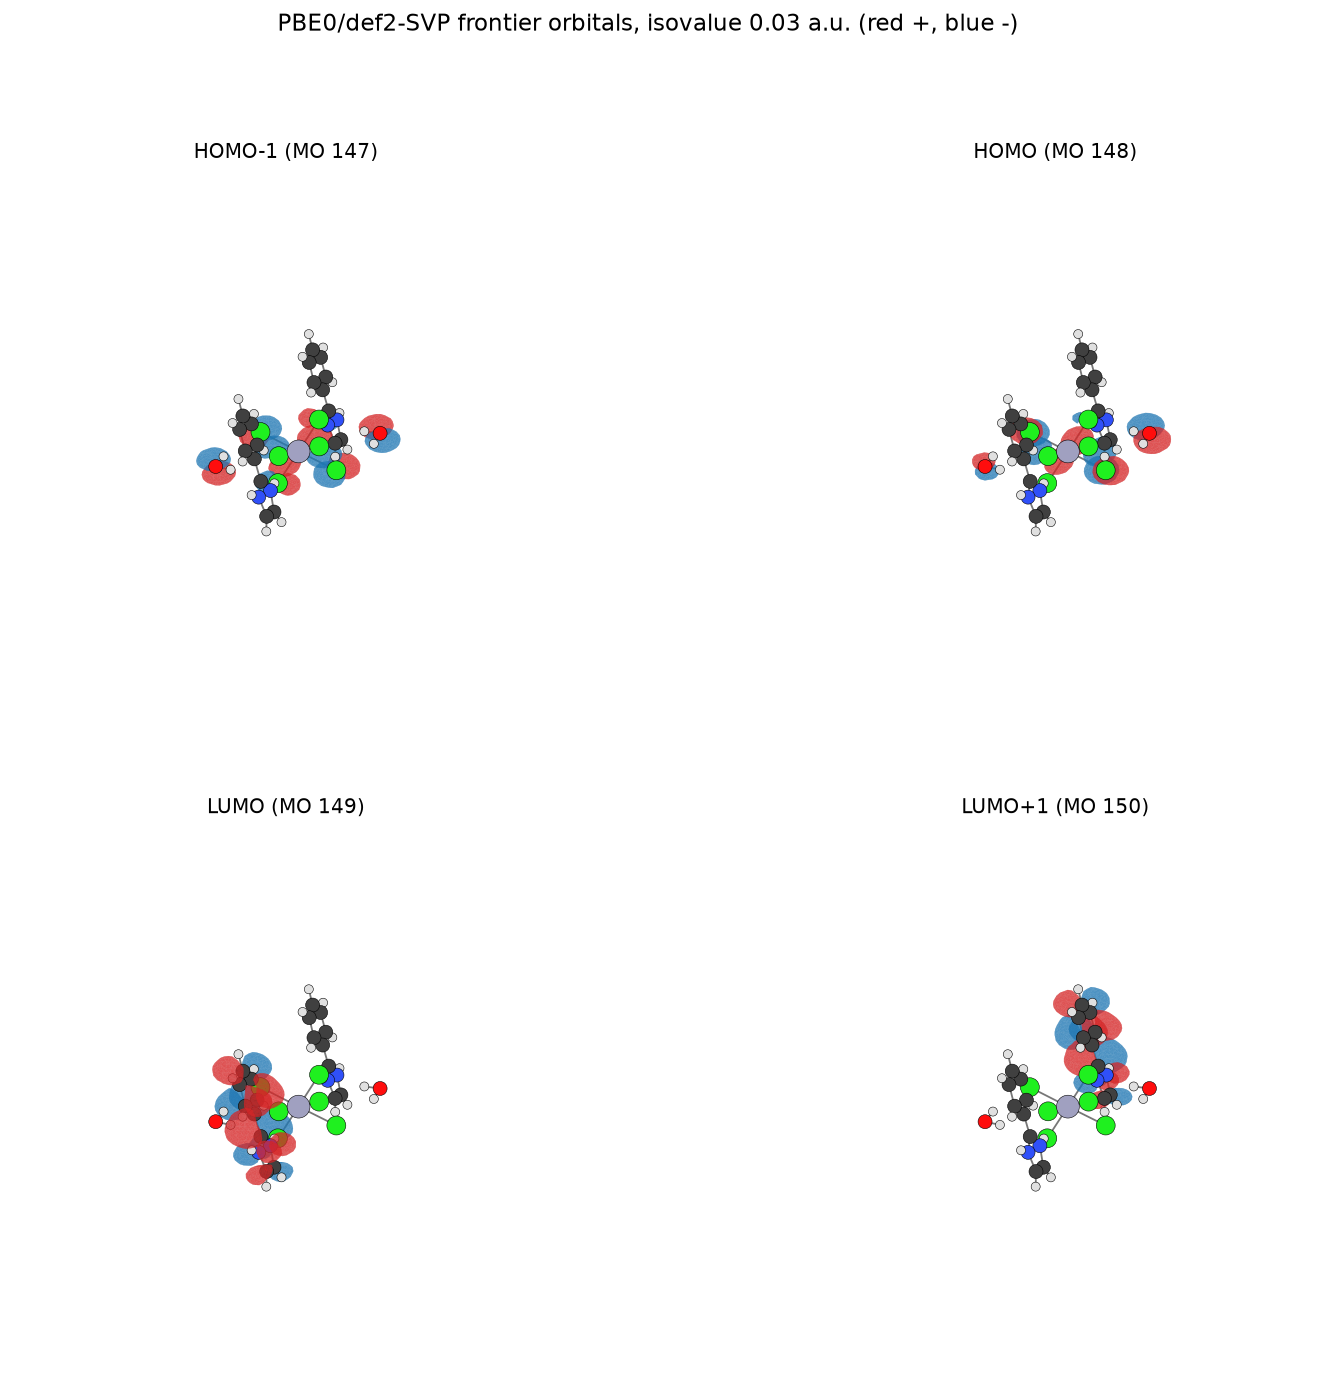 PBE0/def2-SVP frontier orbitals, isovalue 0.03 a.u. (red +, blue -)
HOMO-1 (MO 147)
HOMO (MO 148)
LUMO (MO 149)
LUMO+1 (MO 150)